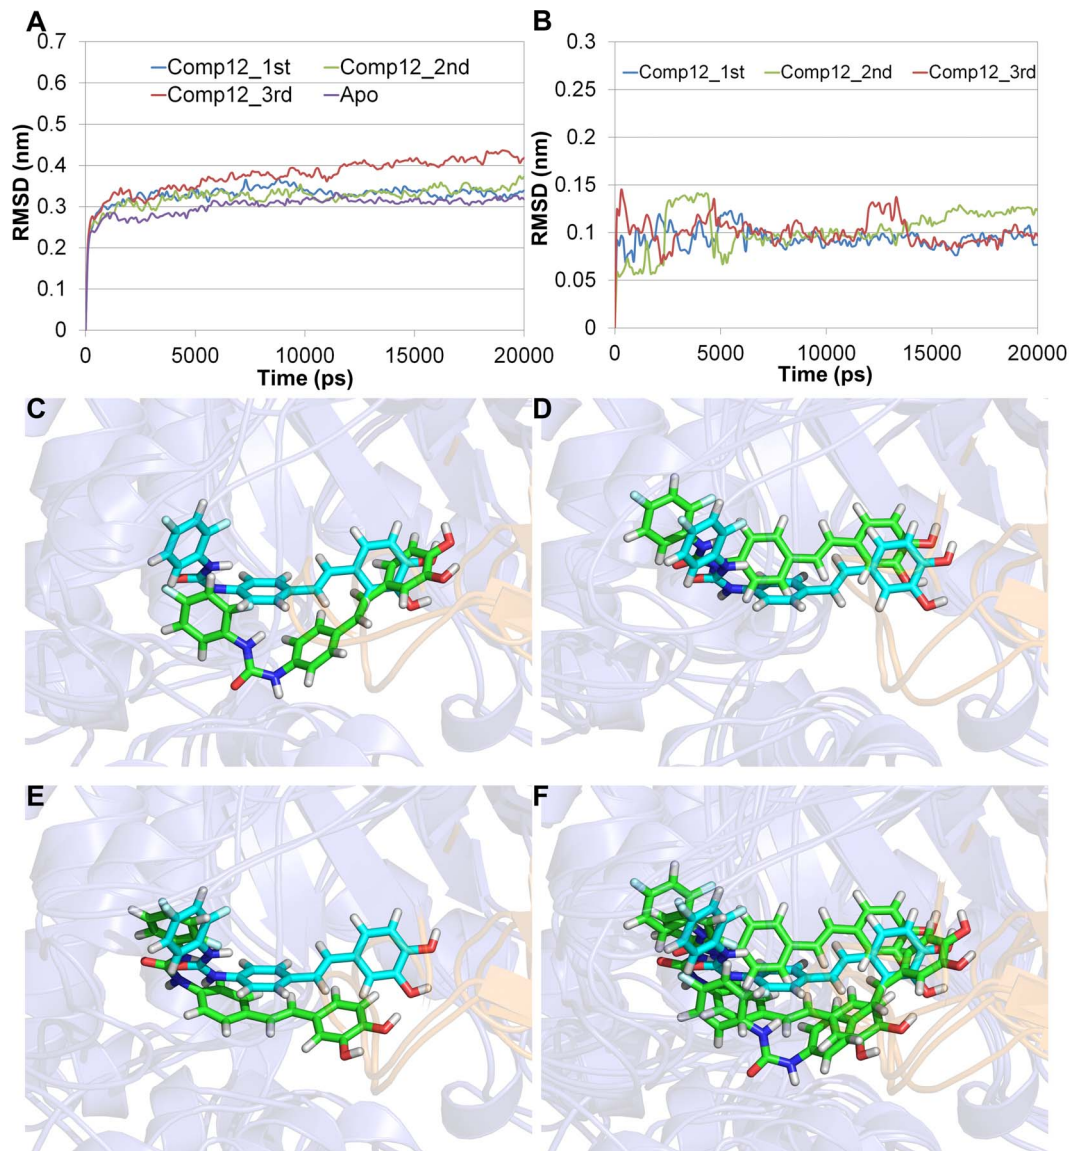 A
0.7
0.6
0.5
0.4
0.3
0.2
0.1
0
RMSD (nm)
Comp12_1st Comp12_2nd
Comp12_3rd Apo
0 5000 10000 15000 20000
Time (ps)
B
0.3
0.25
0.2
0.15
0.1
0.05
0
RMSD (nm)
Comp12_1st Comp12_2nd Comp12_3rd
0 5000 10000 15000 20000
Time (ps)
C
D
E
F